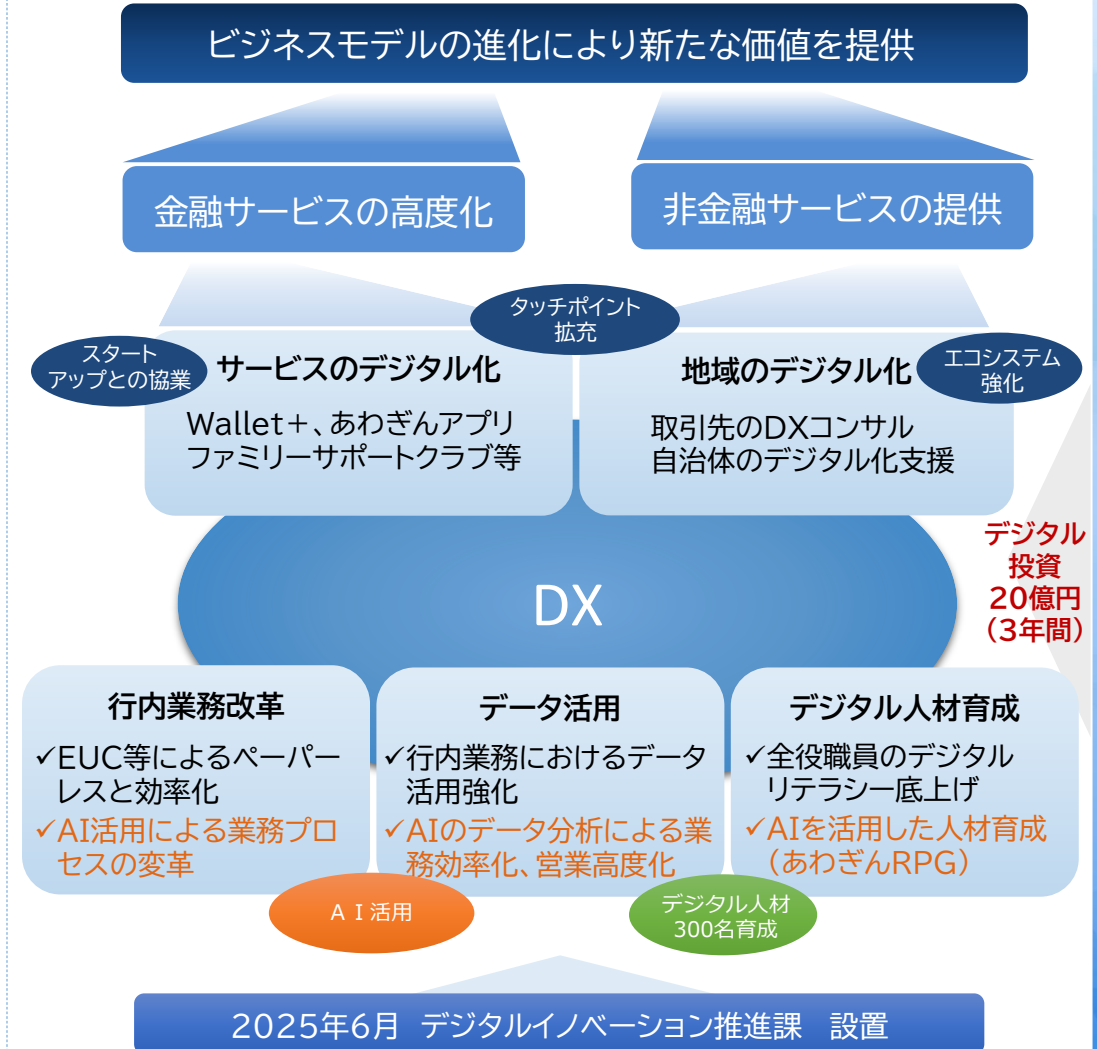 ビジネスモデルの進化により新たな価値を提供
金融サービスの高度化
非金融サービスの提供
タッチポイント
拡充
スタート
アップとの協業
サービスのデジタル化
Wallet＋、あわぎんアプリ
ファミリーサポートクラブ等
地域のデジタル化
取引先のDXコンサル
自治体のデジタル化支援
エコシステム
強化
DX
デジタル
投資
20億円
（3年間）
行内業務改革
✓EUC等によるペーパー
レスと効率化
✓AI活用による業務プロ
セスの変革
データ活用
✓行内業務におけるデータ
活用強化
✓AIのデータ分析による業
務効率化、営業高度化
デジタル人材育成
✓全役職員のデジタル
リテラシー底上げ
✓AIを活用した人材育成
（あわぎんRPG）
ＡＩ活用
デジタル人材
300名育成
2025年6月 デジタルイノベーション推進課　設置